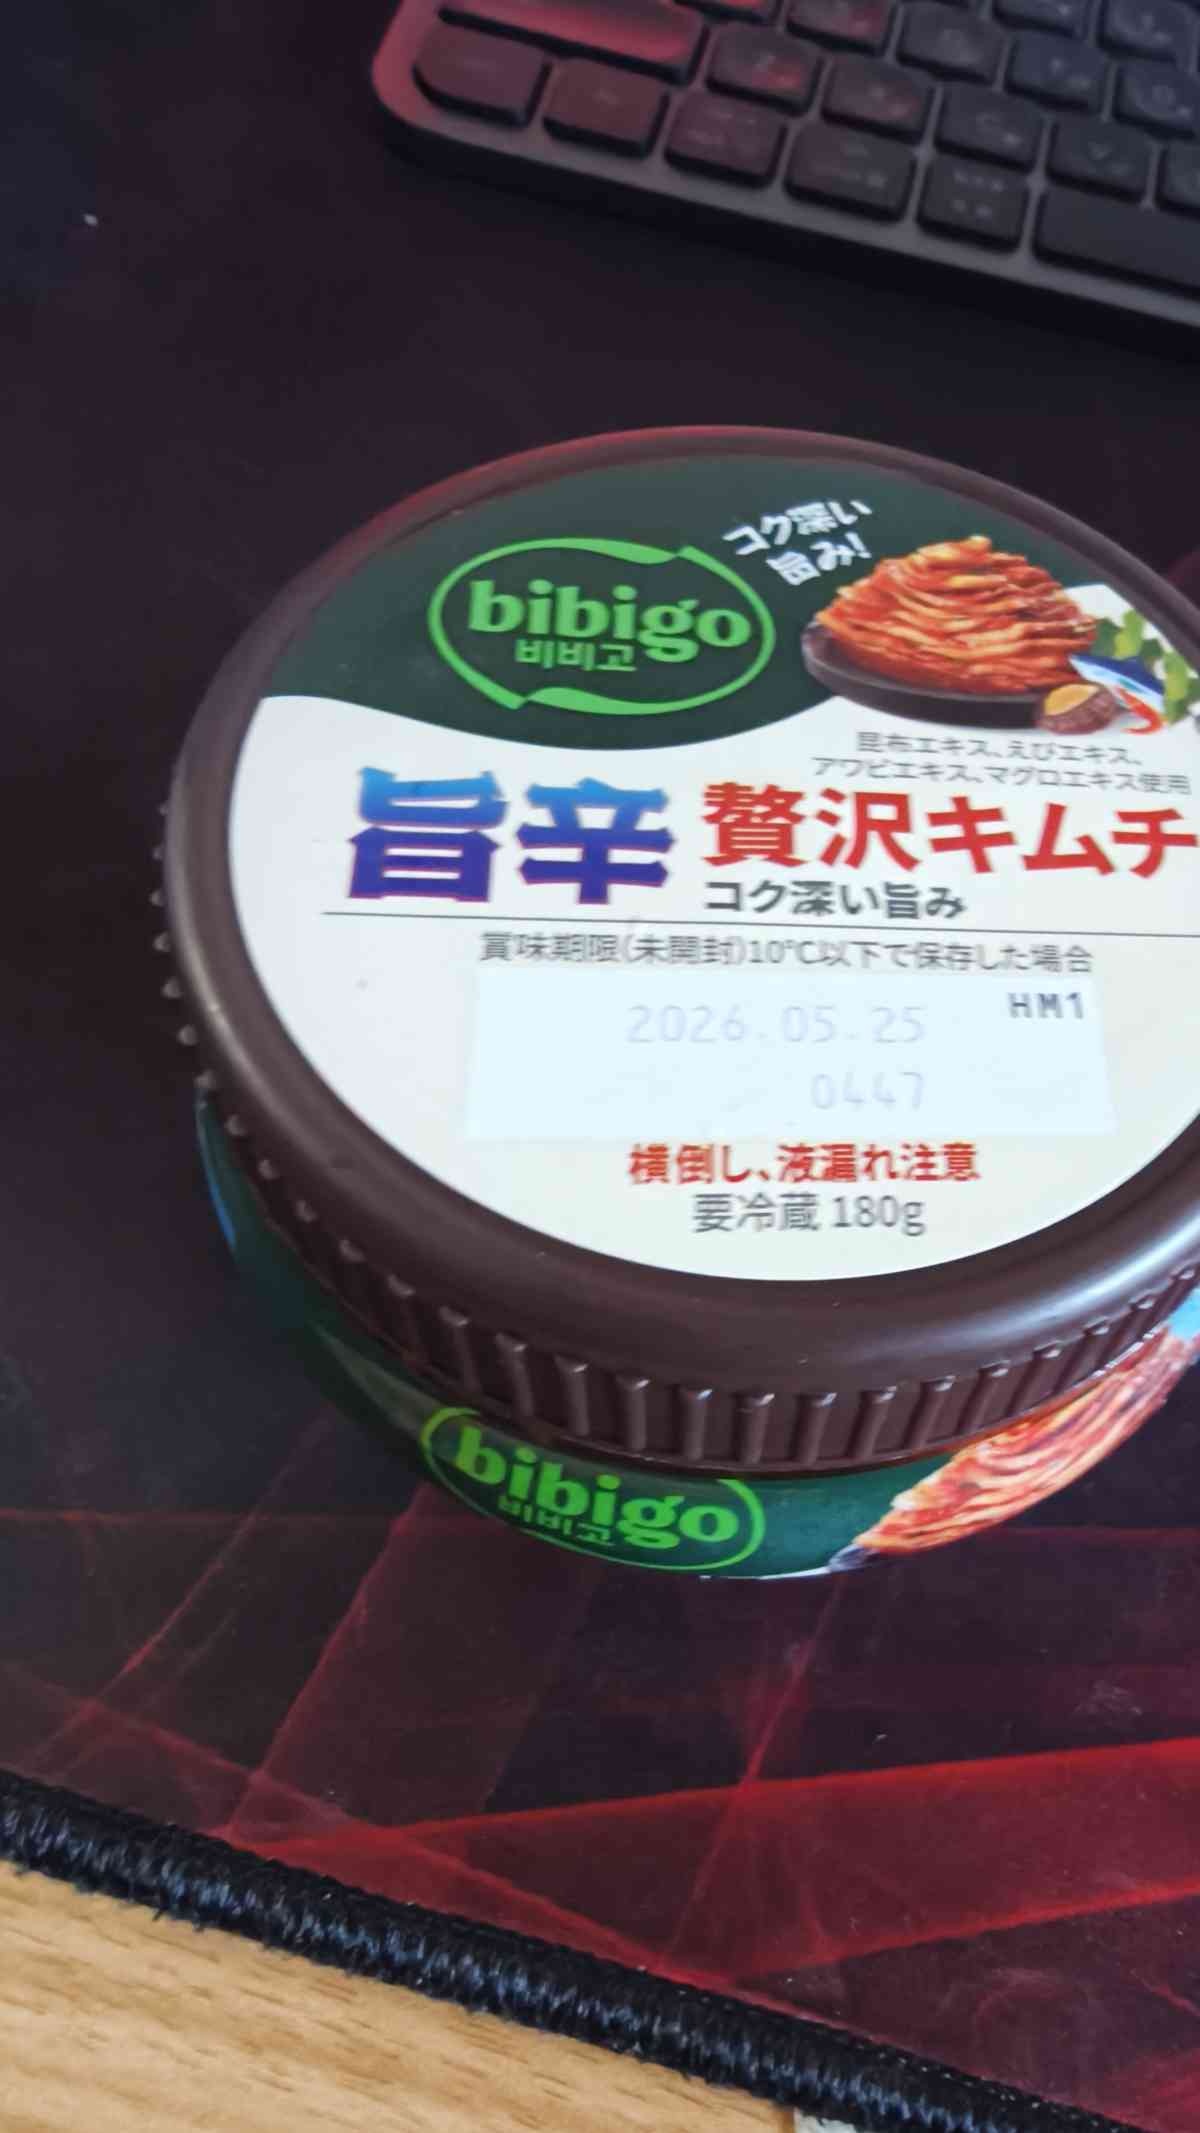 コク深い
旨み!
bibigo
비비고
昆布エキス、えびエキス、
アワビエキス、マグロエキス使用
旨辛 贅沢キムチ
コク深い旨み
賞味期限(未開封)10℃以下で保存した場合
HM1
2026.05.25
0447
横倒し、液漏れ注意
要冷蔵 180g
bibigo
비비고